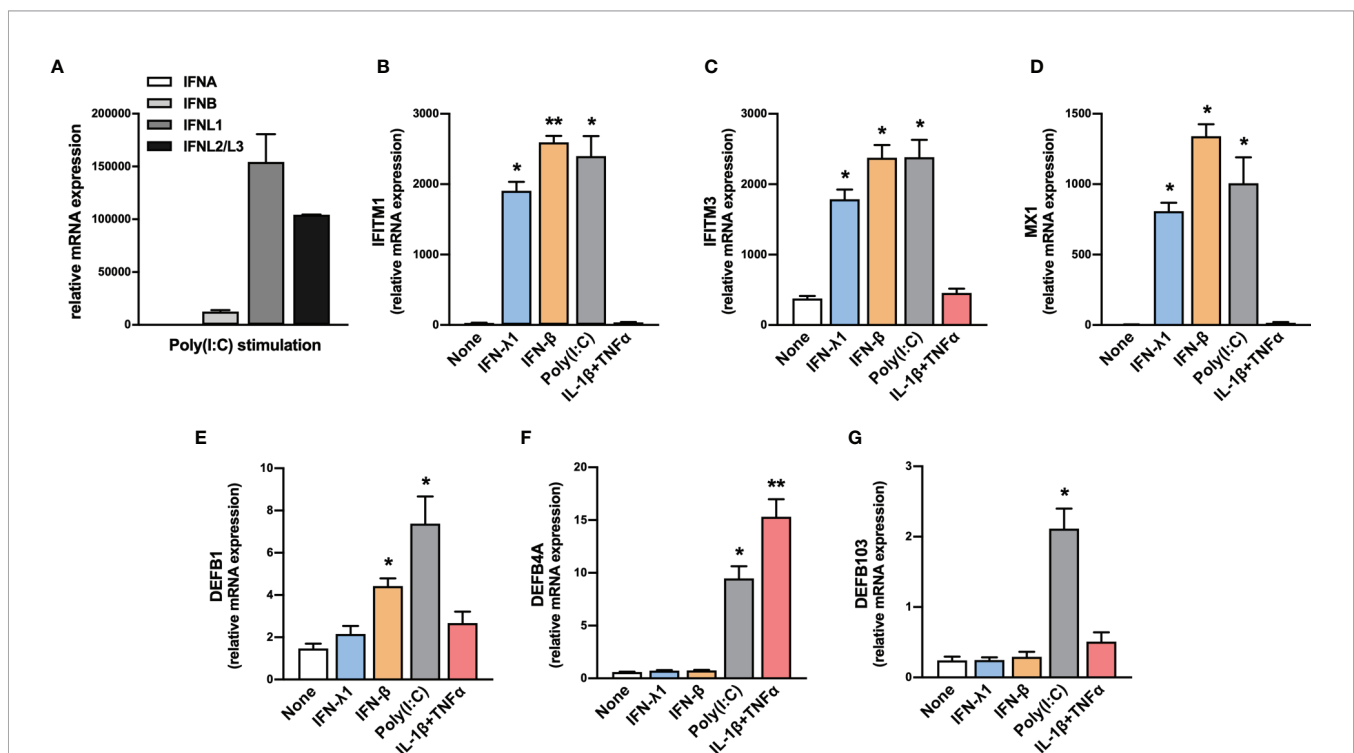 A
IFNA
IFNB
IFNL1
IFNL2/L3
relative mRNA expression
200000
150000
100000
50000
0
Poly(I:C) stimulation
B
IFITM1
(relative mRNA expression)
3000
2000
1000
0
*
**
*
None
IFN-λ1
IFN-β
Poly(I:C)
IL-1β+TNFα
C
IFITM3
(relative mRNA expression)
3000
2000
1000
0
*
*
*
None
IFN-λ1
IFN-β
Poly(I:C)
IL-1β+TNFα
D
MX1
(relative mRNA expression)
1500
1000
500
0
*
*
*
None
IFN-λ1
IFN-β
Poly(I:C)
IL-1β+TNFα
E
DEFB1
(relative mRNA expression)
10
8
6
4
2
0
*
*
None
IFN-λ1
IFN-β
Poly(I:C)
IL-1β+TNFα
F
DEFB4A
(relative mRNA expression)
20
15
10
5
0
*
**
None
IFN-λ1
IFN-β
Poly(I:C)
IL-1β+TNFα
G
DEFB103
(relative mRNA expression)
3
2
1
0
*
None
IFN-λ1
IFN-β
Poly(I:C)
IL-1β+TNFα